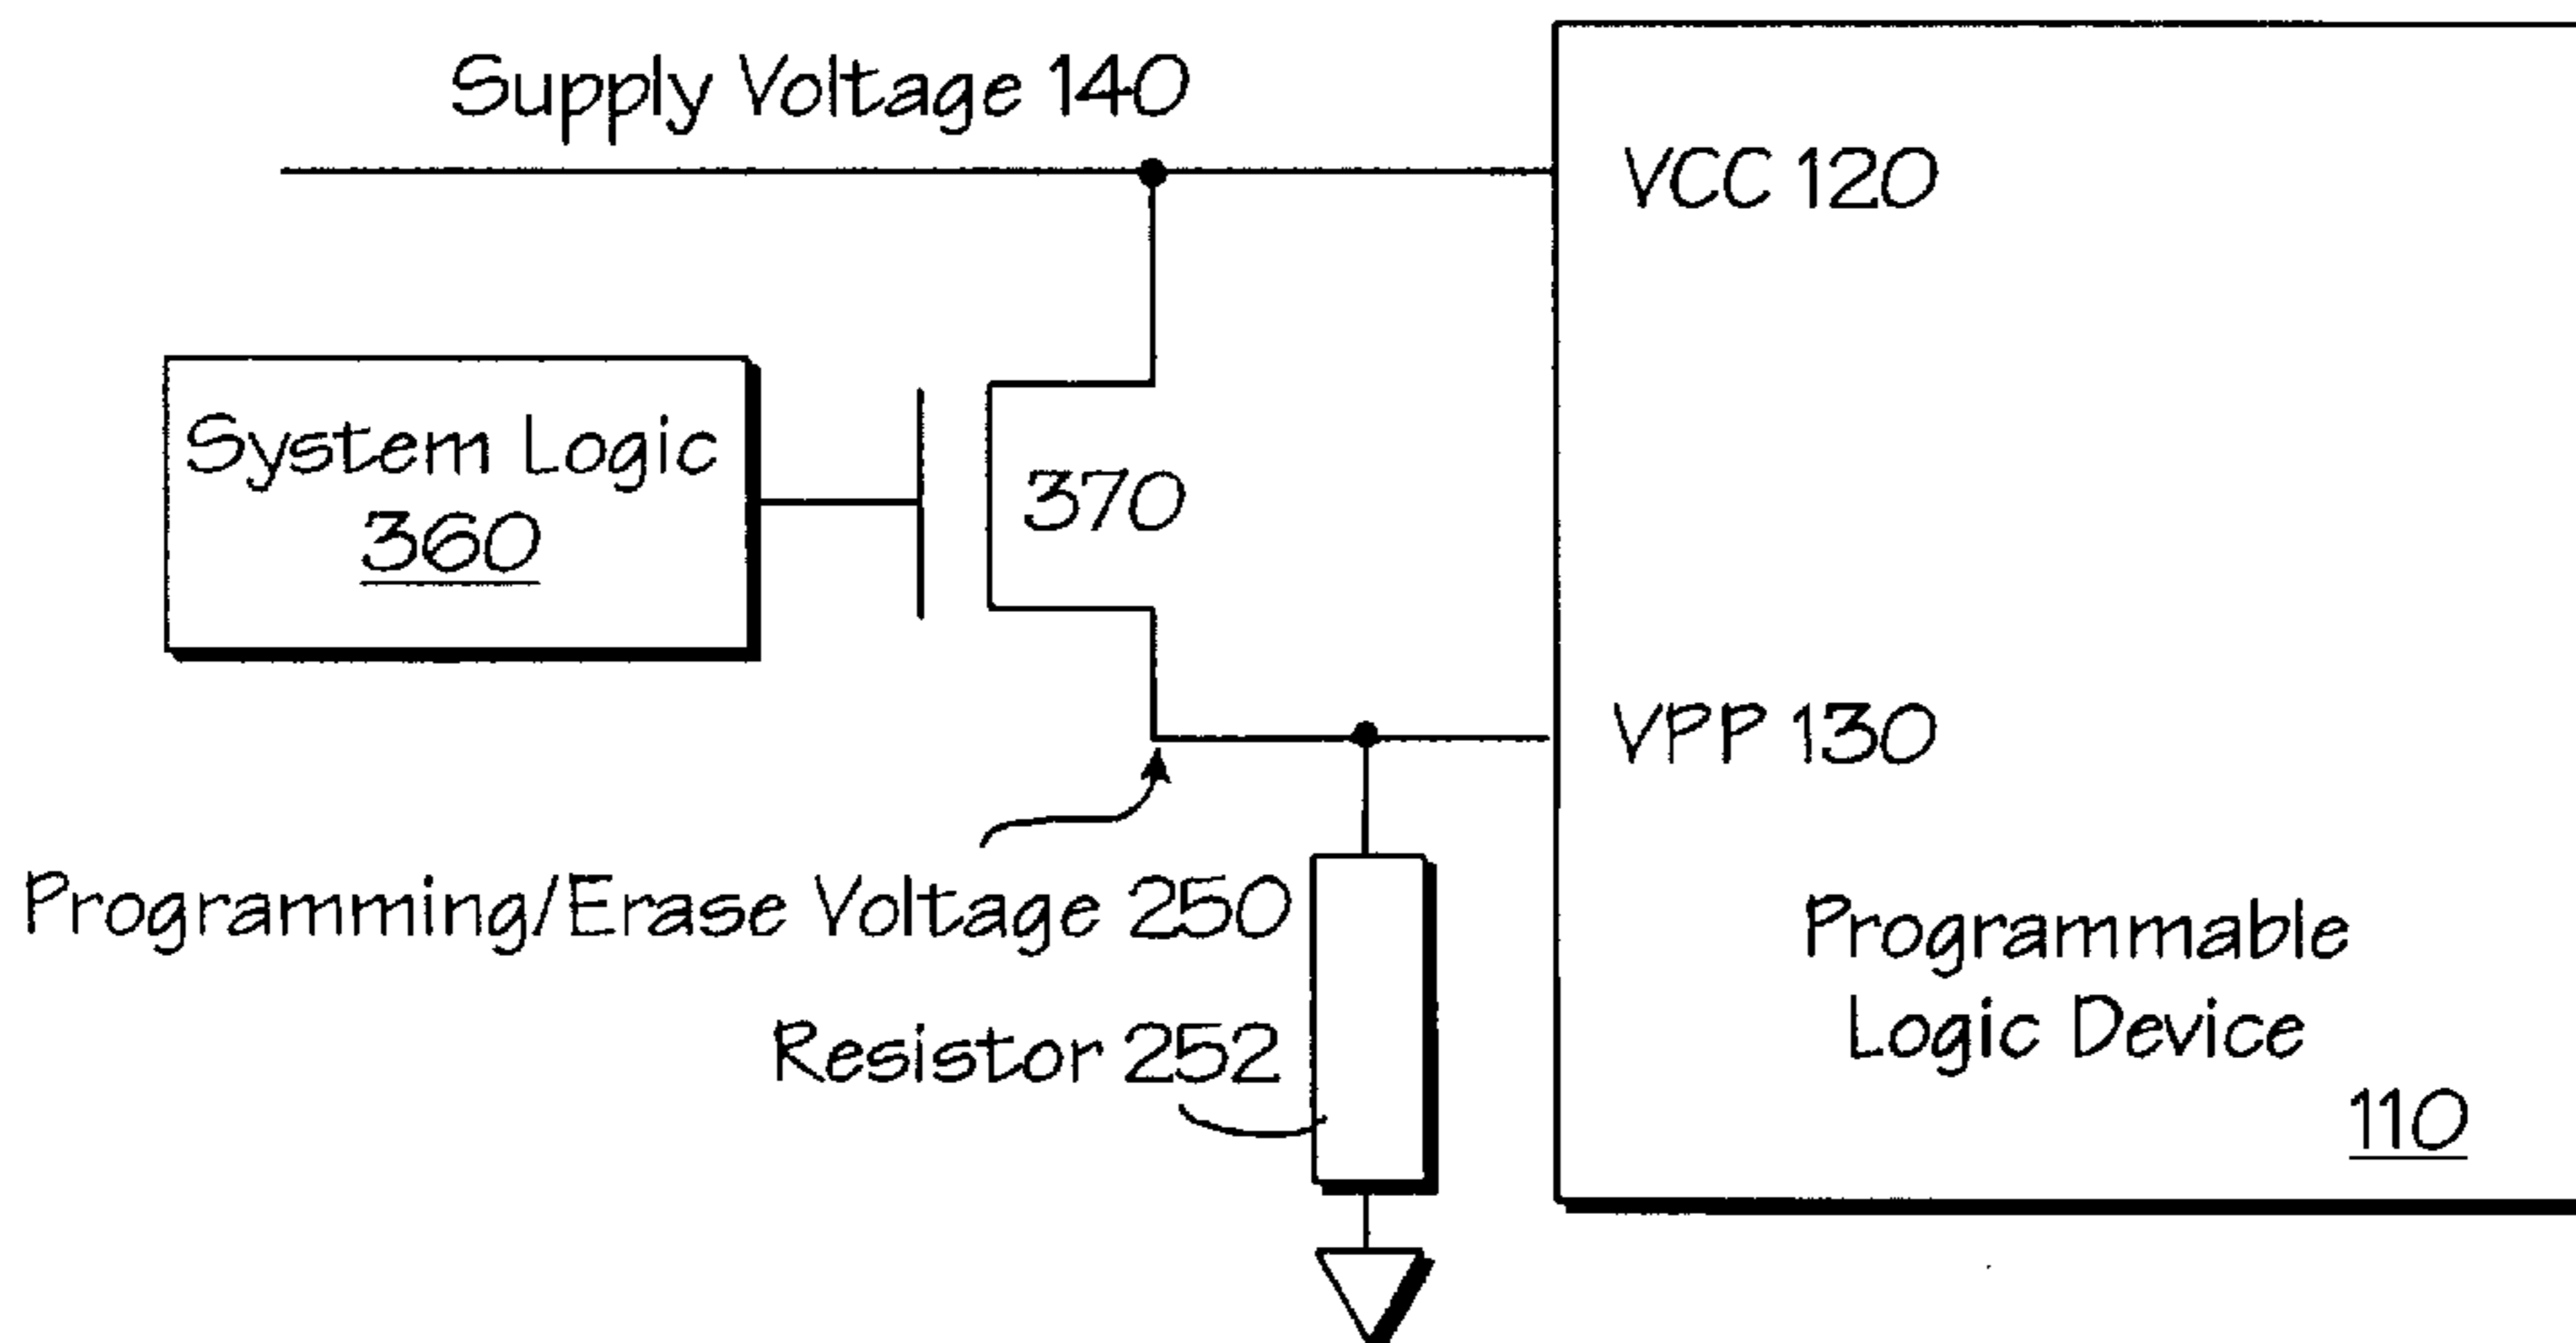 Supply Voltage 140
VCC 120
System Logic
360
370
VPP 130
Programming/Erase Voltage 250
Resistor 252
Programmable
Logic Device
110